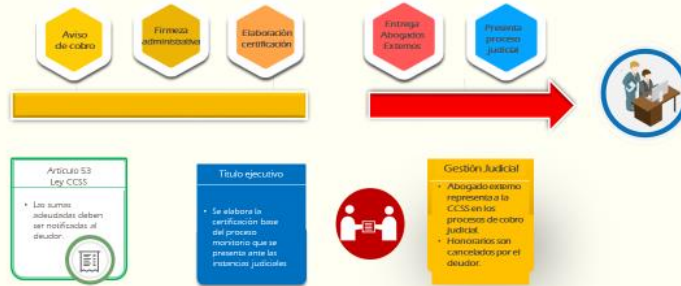 Aviso
de cobro
Firmeza
administrativa
Elaboración
certificación
Entrega
Abogados
Externos
Presenta
proceso
judicial
Artículo 53
Ley CCSS
• Las sumas
adeudadas deben
ser notificadas al
deudor.
Título ejecutivo
• Se elabora la
certificación base
del proceso
monitorio que se
presenta ante las
instancias judiciales
Gestión Judicial
• Abogado externo
representa a la
CCSS en los
procesos de cobro
judicial.
• Honorarios son
cancelados por el
deudor.